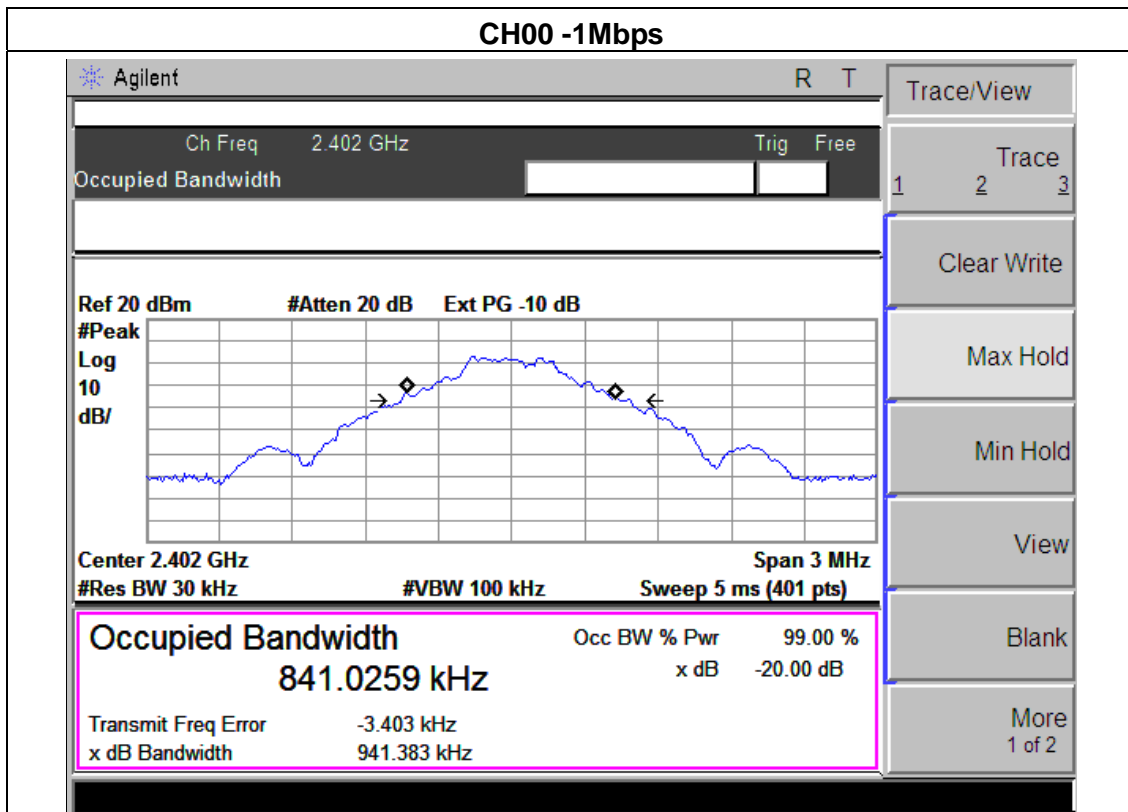 CH00 -1Mbps
Agilent R T
Trace/View
Ch Freq 2.402 GHz Trig Free
Occupied Bandwidth
Trace
1 2 3
Clear Write
Ref 20 dBm #Atten 20 dB Ext PG -10 dB
#Peak
Log
10
dB/
Max Hold
Min Hold
View
Center 2.402 GHz Span 3 MHz
#Res BW 30 kHz #VBW 100 kHz Sweep 5 ms (401 pts)
Occupied Bandwidth Occ BW % Pwr 99.00 %
841.0259 kHz x dB -20.00 dB
Blank
Transmit Freq Error -3.403 kHz
x dB Bandwidth 941.383 kHz
More
1 of 2